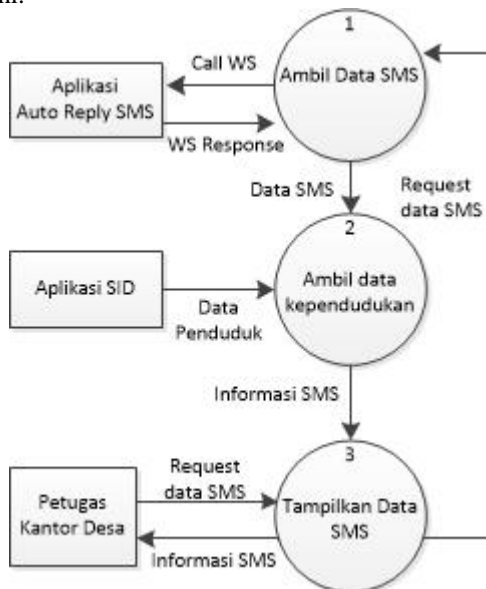 1
Ambil Data SMS
Call WS
Aplikasi
Auto Reply SMS
WS Response
Data SMS
Request
data SMS
2
Ambil data
kependudukan
Aplikasi SID
Data
Penduduk
Informasi SMS
3
Tampilkan Data
SMS
Request
data SMS
Petugas
Kantor Desa
Informasi SMS